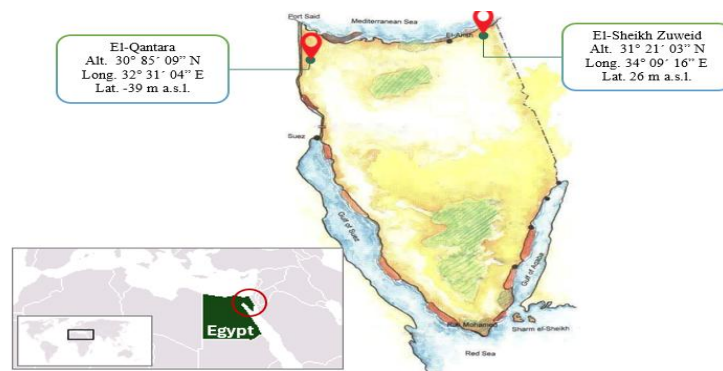 Port Said
Mediterranean Sea
El-Arish
El-Qantara
Alt. 30° 85´ 09” N
Long. 32° 31´ 04” E
Lat. -39 m a.s.l.
El-Sheikh Zuweid
Alt. 31° 21´ 03” N
Long. 34° 09´ 16” E
Lat. 26 m a.s.l.
Suez
Gulf of Suez
Gulf of Aqaba
Mohamed
Sharm el-Sheikh
Red Sea
Egypt